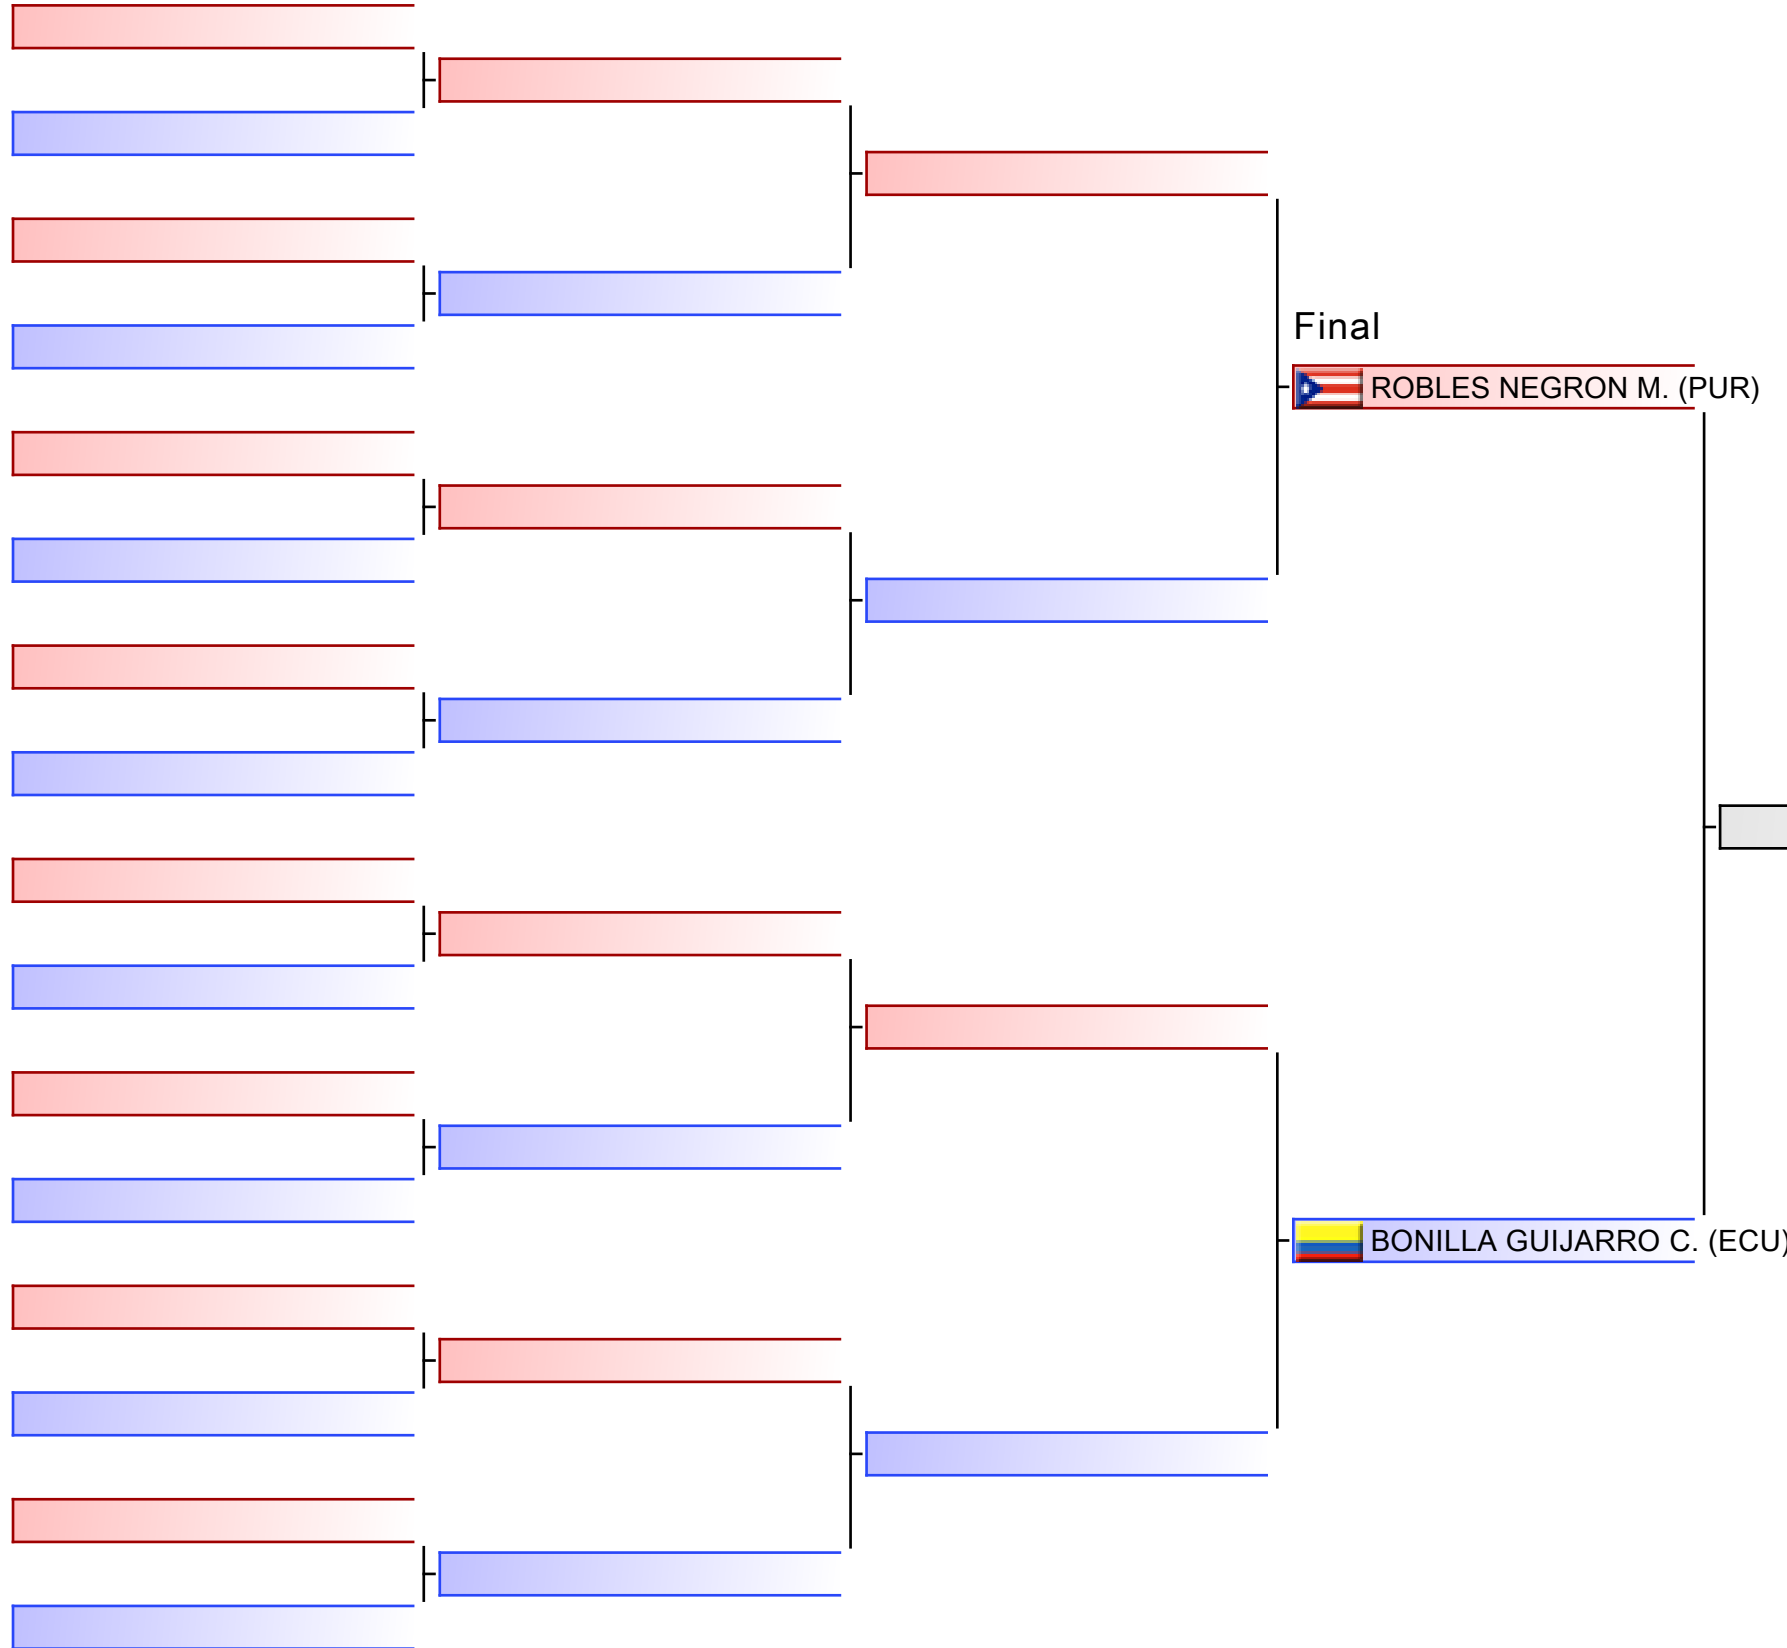 Final
ROBLES NEGRON M. (PUR)
BONILLA GUIJARRO C. (ECU)